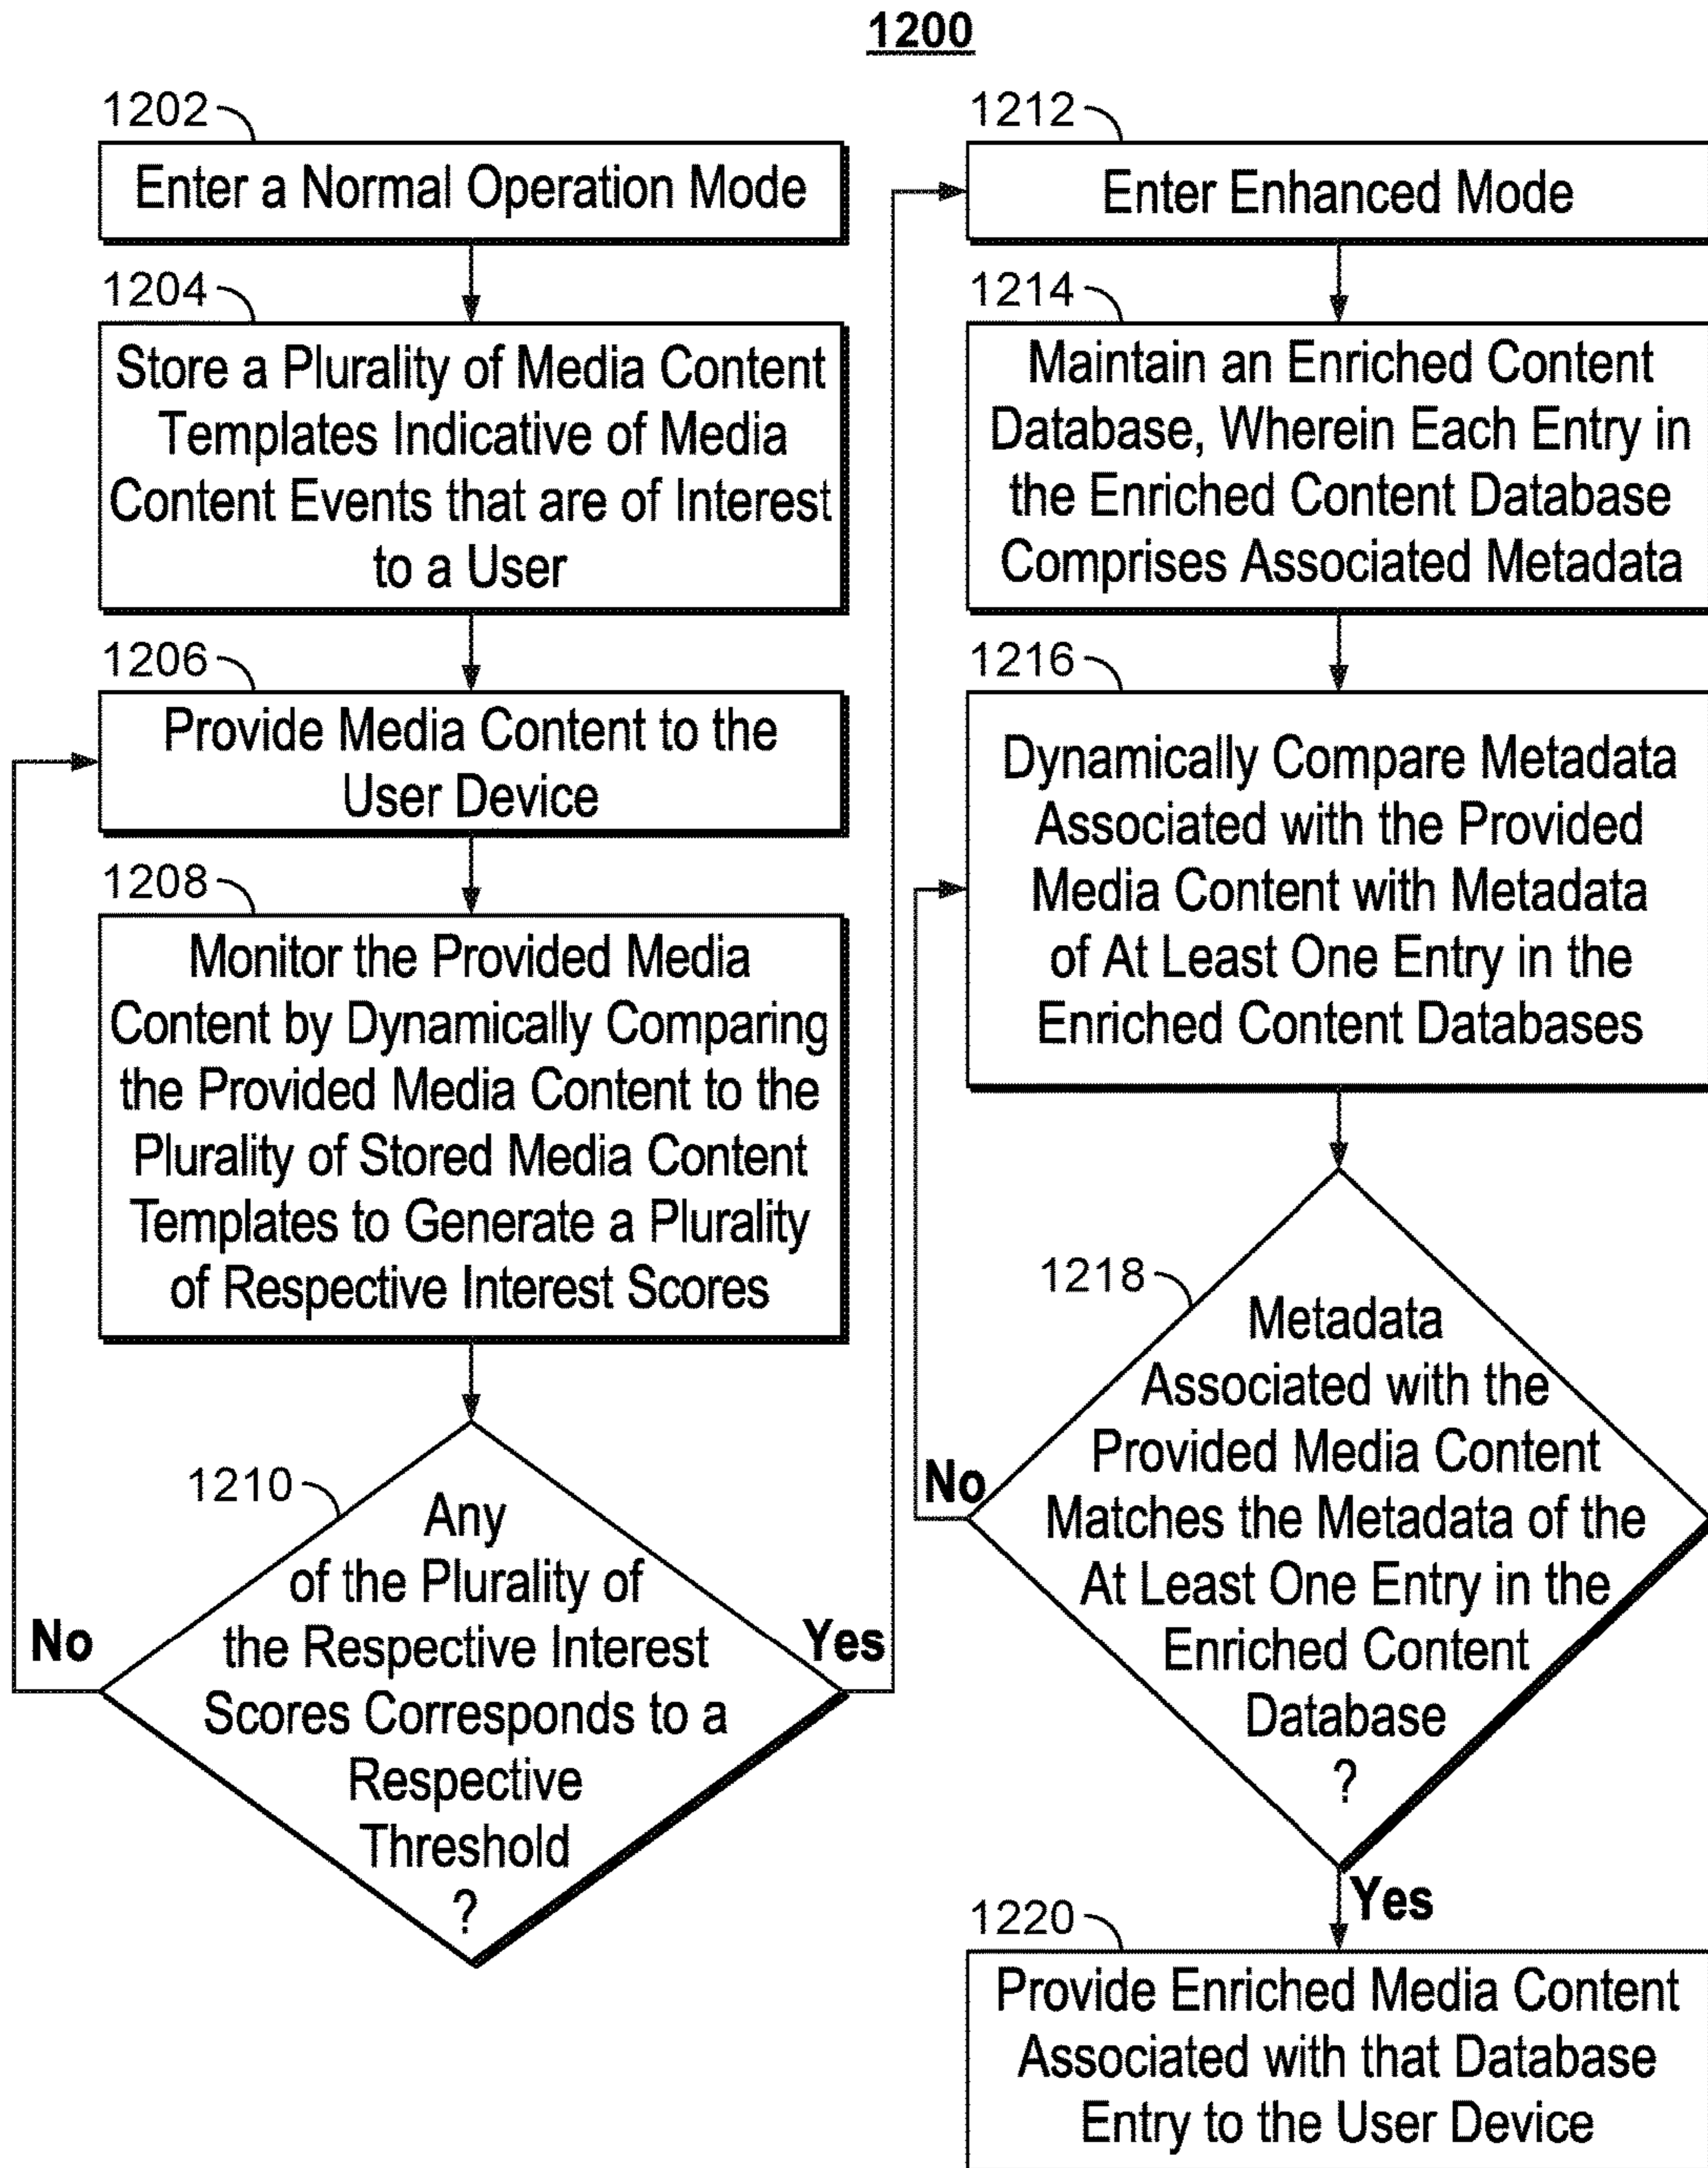 1200
1202
Enter a Normal Operation Mode
1204
Store a Plurality of Media Content
Templates Indicative of Media
Content Events that are of Interest
to a User
1206
Provide Media Content to the
User Device
1208
Monitor the Provided Media
Content by Dynamically Comparing
the Provided Media Content to the
Plurality of Stored Media Content
Templates to Generate a Plurality
of Respective Interest Scores
1210
Any
of the Plurality of
the Respective Interest
Scores Corresponds to a
Respective
Threshold
?
No
Yes
1212
Enter Enhanced Mode
1214
Maintain an Enriched Content
Database, Wherein Each Entry in
the Enriched Content Database
Comprises Associated Metadata
1216
Dynamically Compare Metadata
Associated with the Provided
Media Content with Metadata
of At Least One Entry in the
Enriched Content Databases
1218
Metadata
Associated with the
Provided Media Content
Matches the Metadata of the
At Least One Entry in the
Enriched Content
Database
?
No
Yes
1220
Provide Enriched Media Content
Associated with that Database
Entry to the User Device